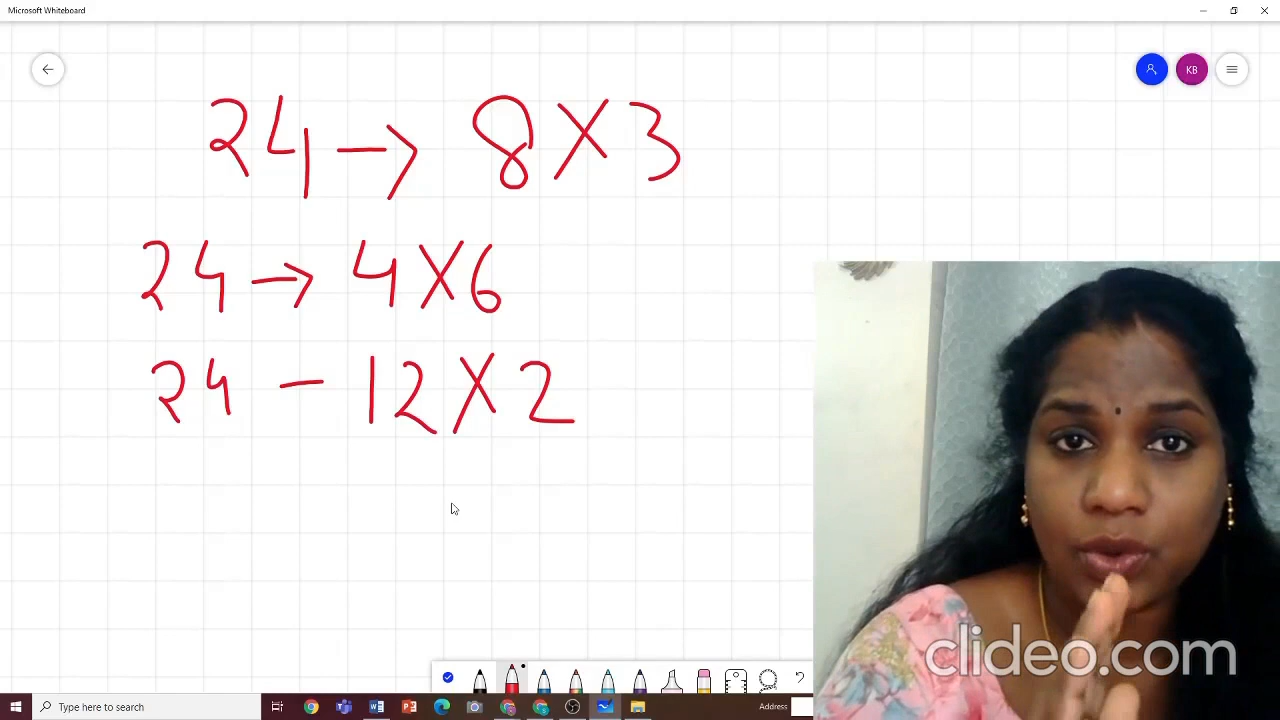 Microsoft Whiteboard
KB
24 → 8 X 3
24 → 4 X 6
24 - 12 X 2
clideo.com
Type here to search
Address